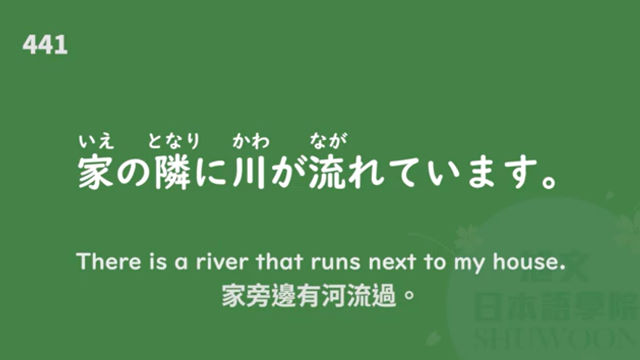 441
いえ となり かわ なが
家の隣に川が流れています。
There is a river that runs next to my house.
家旁邊有河流過。
日本語學院
SHUWOON